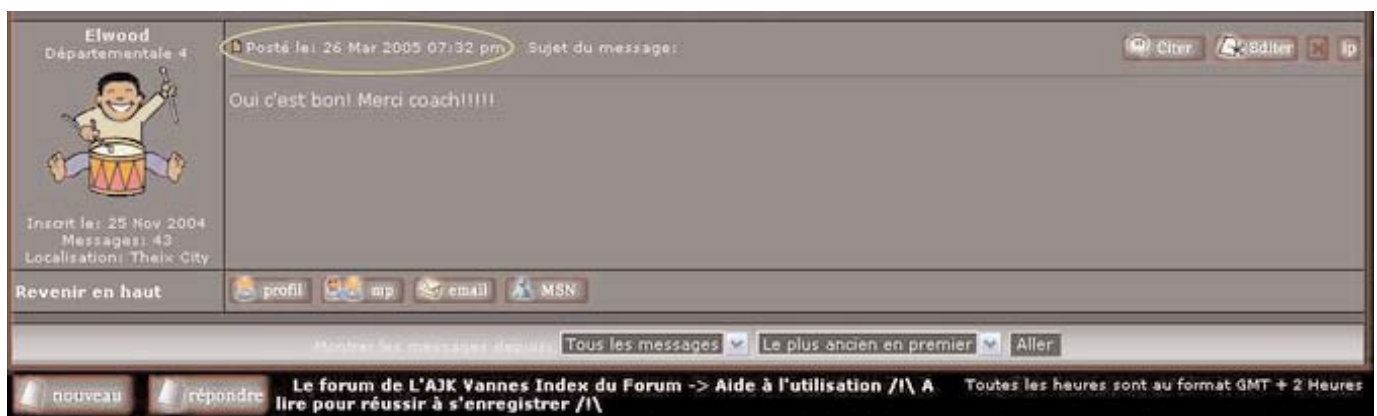 Elwood
Départementale 4
Posté le: 26 Mar 2005 07:32 pm Sujet du message:
Citer Editer ip
Oui c'est bon! Merci coach!!!!!
Inscrit le: 25 Nov 2004
Messages: 43
Localisation: Theix City
Revenir en haut
profil mp email MSN
Montrer les messages depuis: Tous les messages Le plus ancien en premier Aller
nouveau répondre
Le forum de L'AJK Vannes Index du Forum -> Aide à l'utilisation /!\ A
lire pour réussir à s'enregistrer /!\
Toutes les heures sont au format GMT + 2 Heures